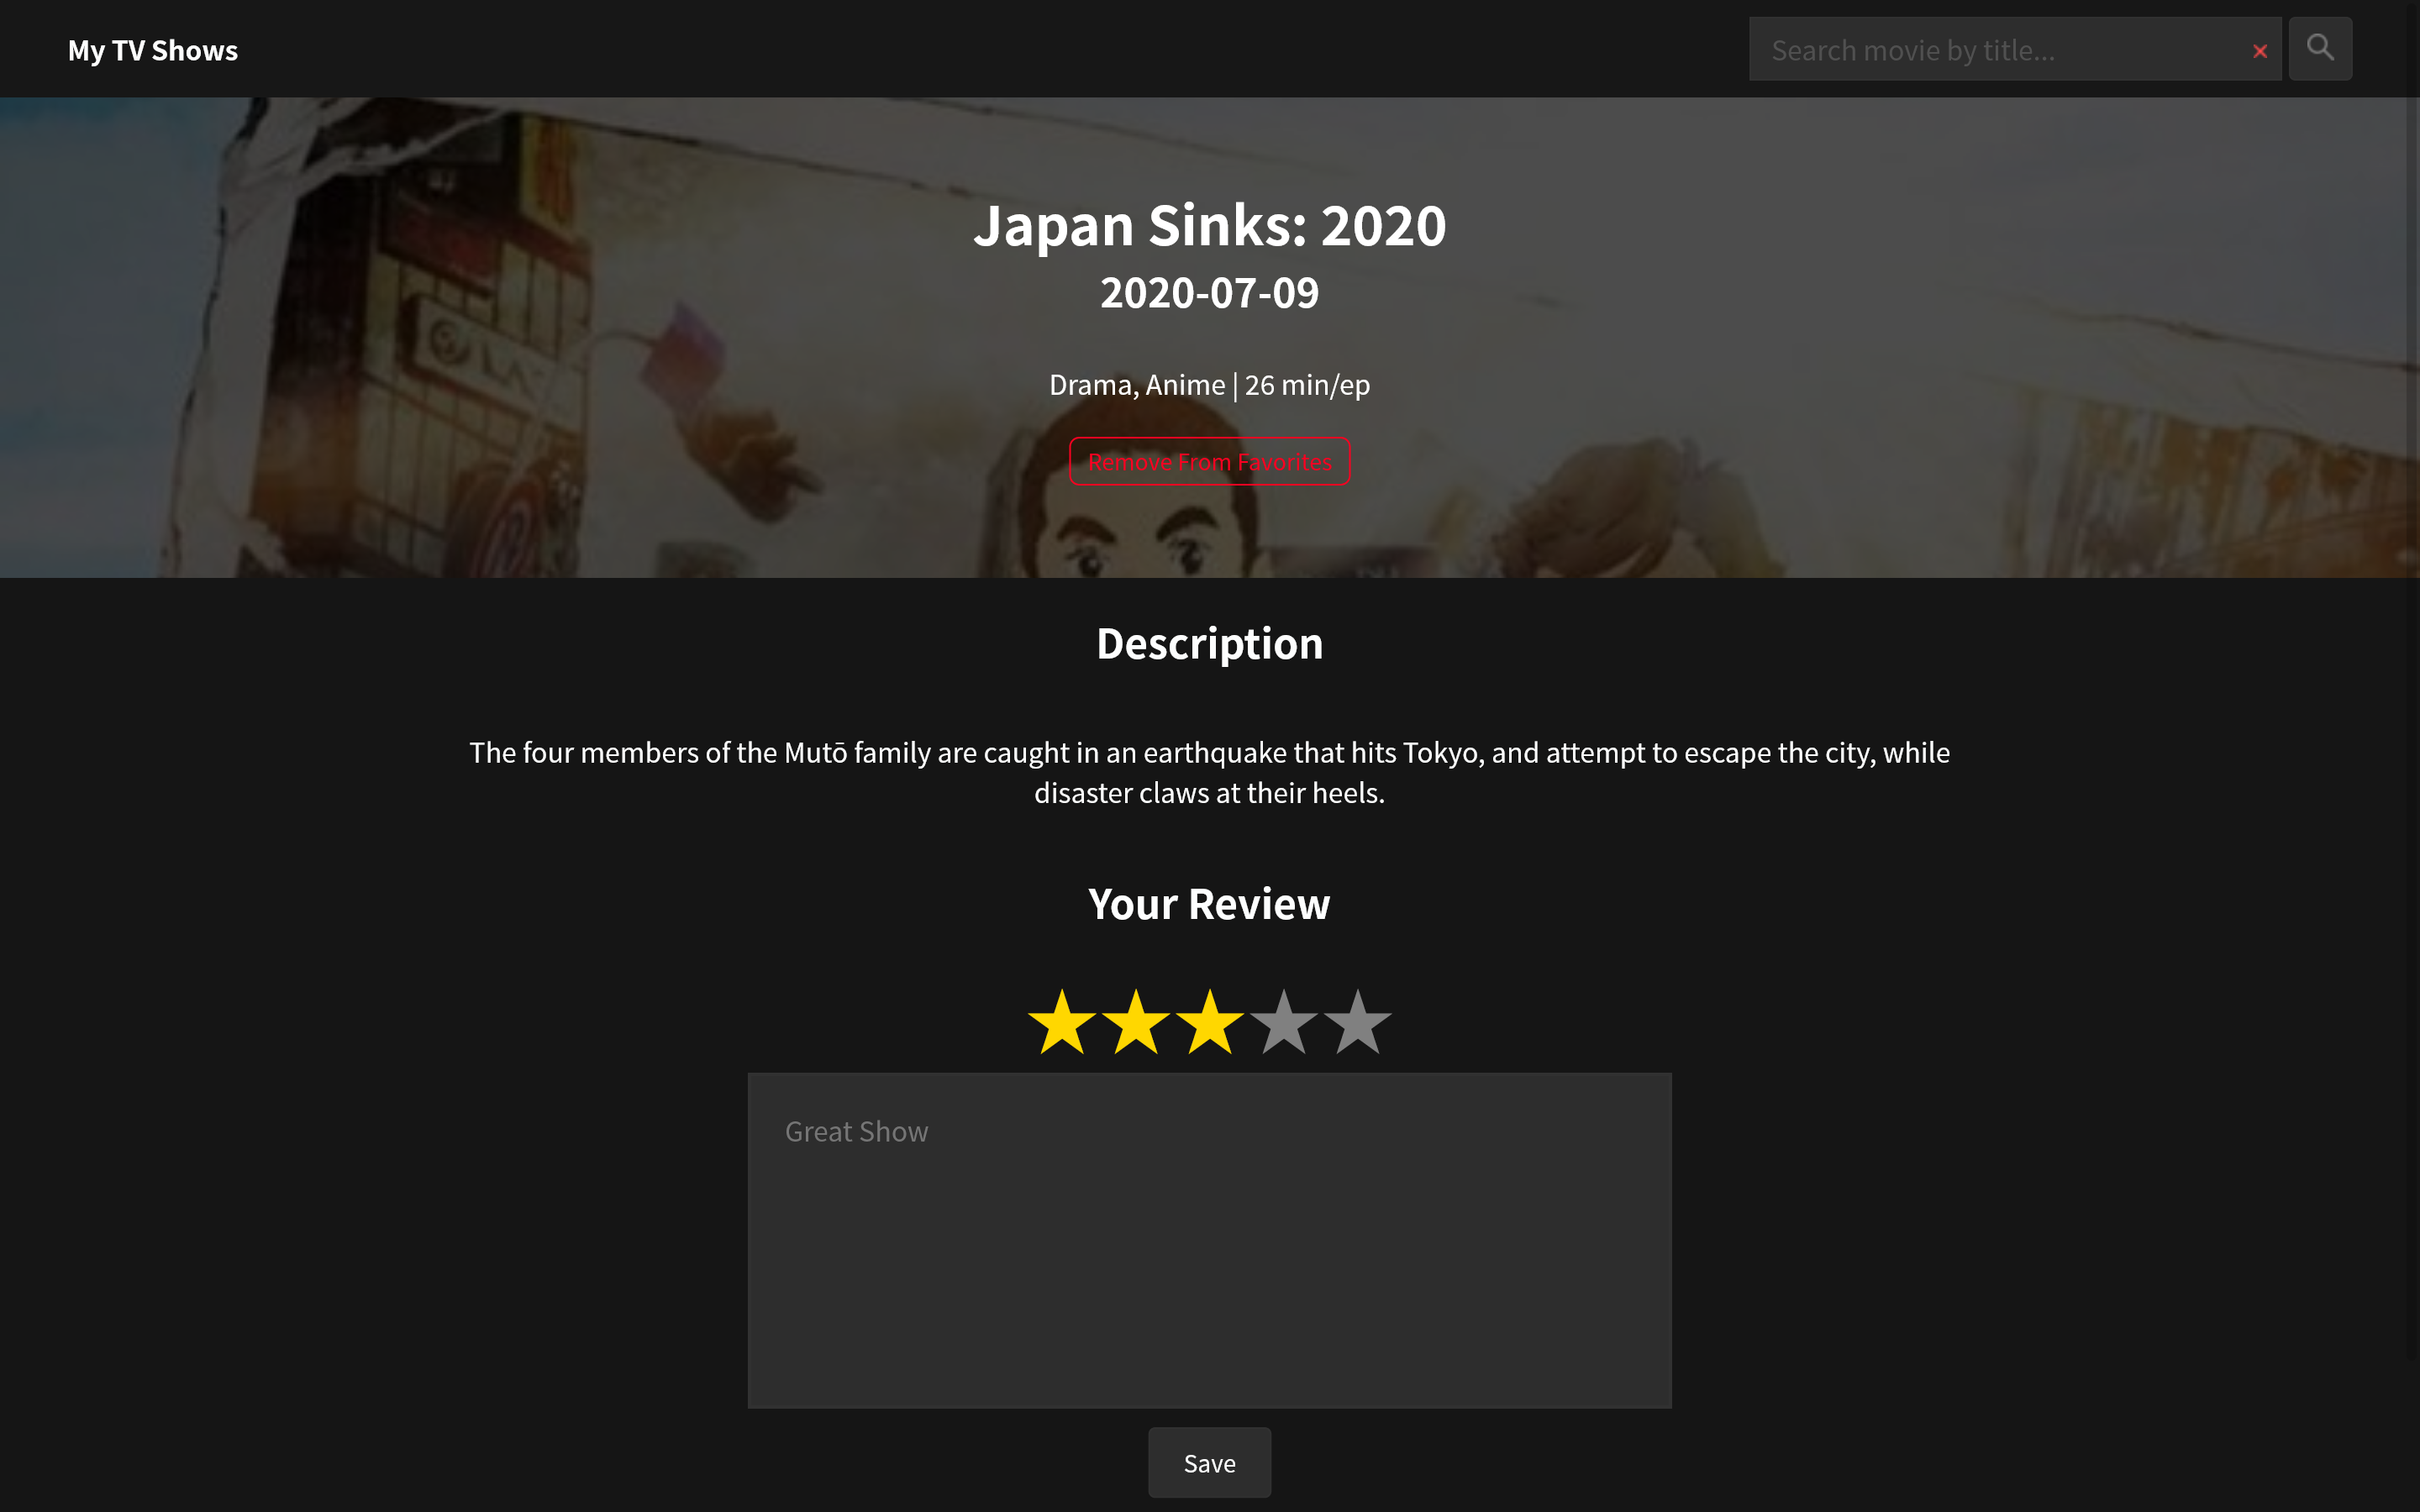 My TV Shows
Search movie by title...
Japan Sinks: 2020
2020-07-09
Drama, Anime | 26 min/ep
Remove From Favorites
Description
The four members of the Mutō family are caught in an earthquake that hits Tokyo, and attempt to escape the city, while
disaster claws at their heels.
Your Review
Great Show
Save